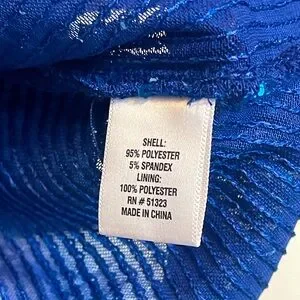 SHELL:
95% POLYESTER
5% SPANDEX
LINING:
100% POLYESTER
RN # 51323
MADE IN CHINA